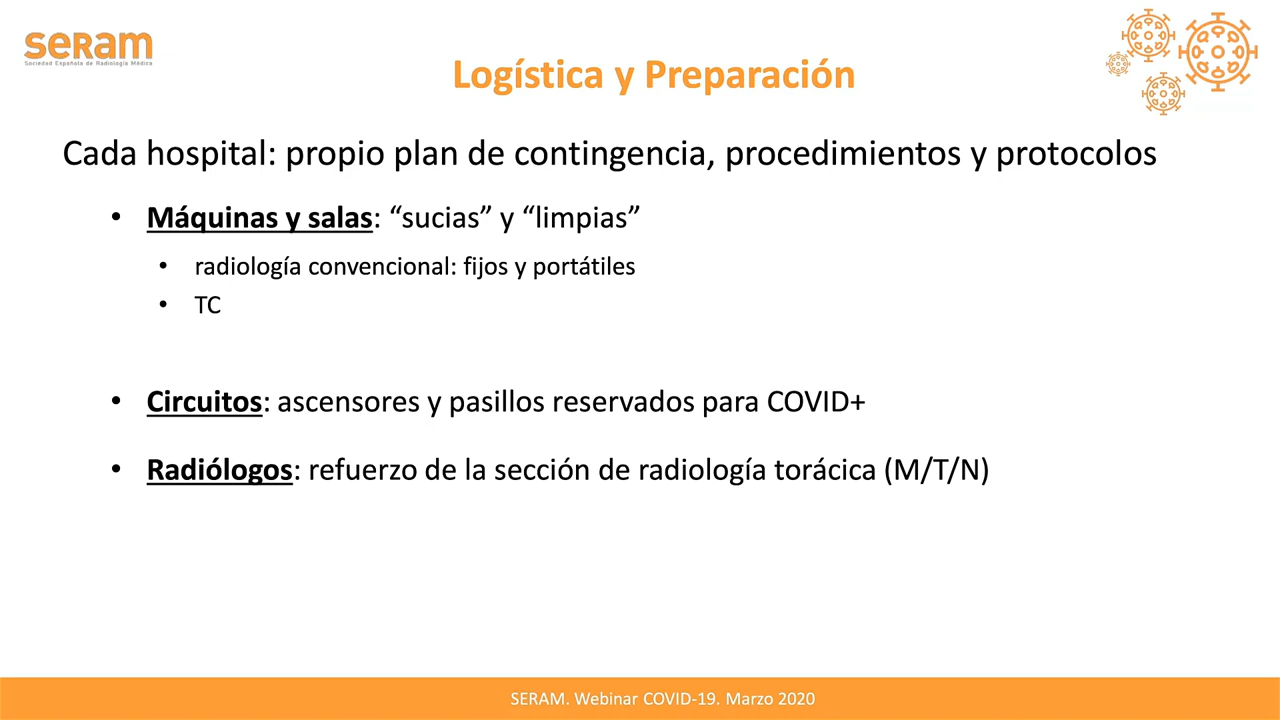 seRam
Sociedad Española de Radiología Médica
Logística y Preparación
Cada hospital: propio plan de contingencia, procedimientos y protocolos
• Máquinas y salas: “sucias” y “limpias”
• radiología convencional: fijos y portátiles
• TC
• Circuitos: ascensores y pasillos reservados para COVID+
• Radiólogos: refuerzo de la sección de radiología torácica (M/T/N)
SERAM. Webinar COVID-19. Marzo 2020